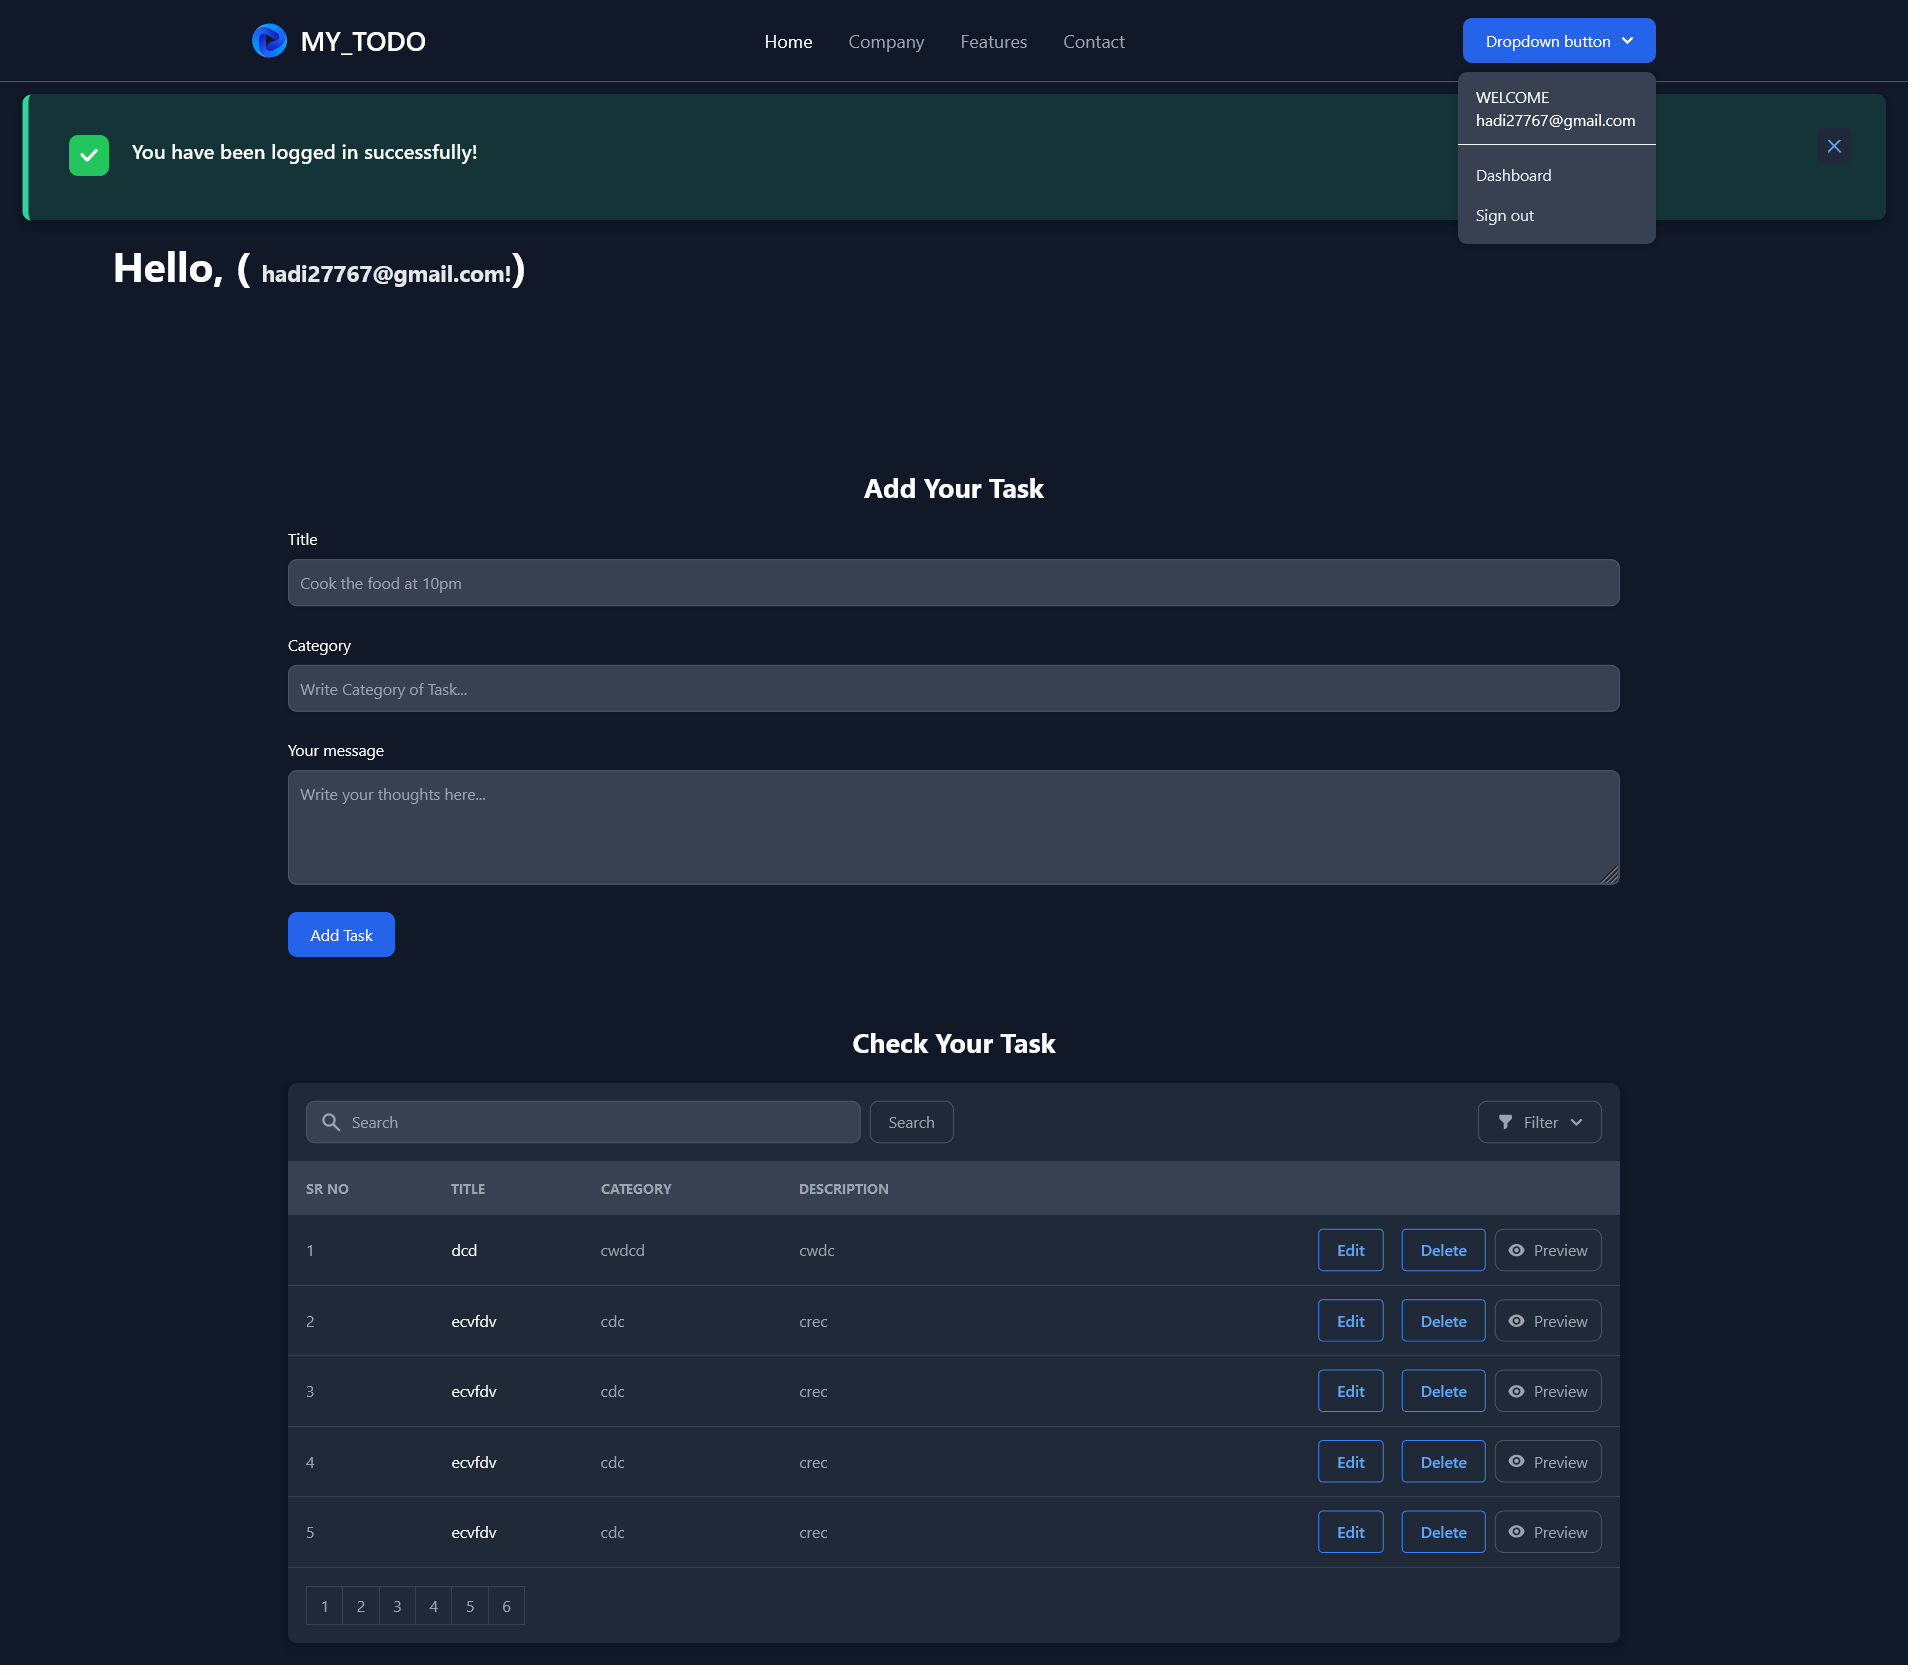 MY_TODO
Home Company Features Contact
Dropdown button
WELCOME
hadi27767@gmail.com
Dashboard
Sign out
You have been logged in successfully!
Hello, ( hadi27767@gmail.com!)
Add Your Task
Title
Cook the food at 10pm
Category
Write Category of Task...
Your message
Write your thoughts here...
Add Task
Check Your Task
Search Search Filter
SR NO TITLE CATEGORY DESCRIPTION
1 dcd cwdcd cwdc Edit Delete Preview
2 ecvfdv cdc crec Edit Delete Preview
3 ecvfdv cdc crec Edit Delete Preview
4 ecvfdv cdc crec Edit Delete Preview
5 ecvfdv cdc crec Edit Delete Preview
1 2 3 4 5 6